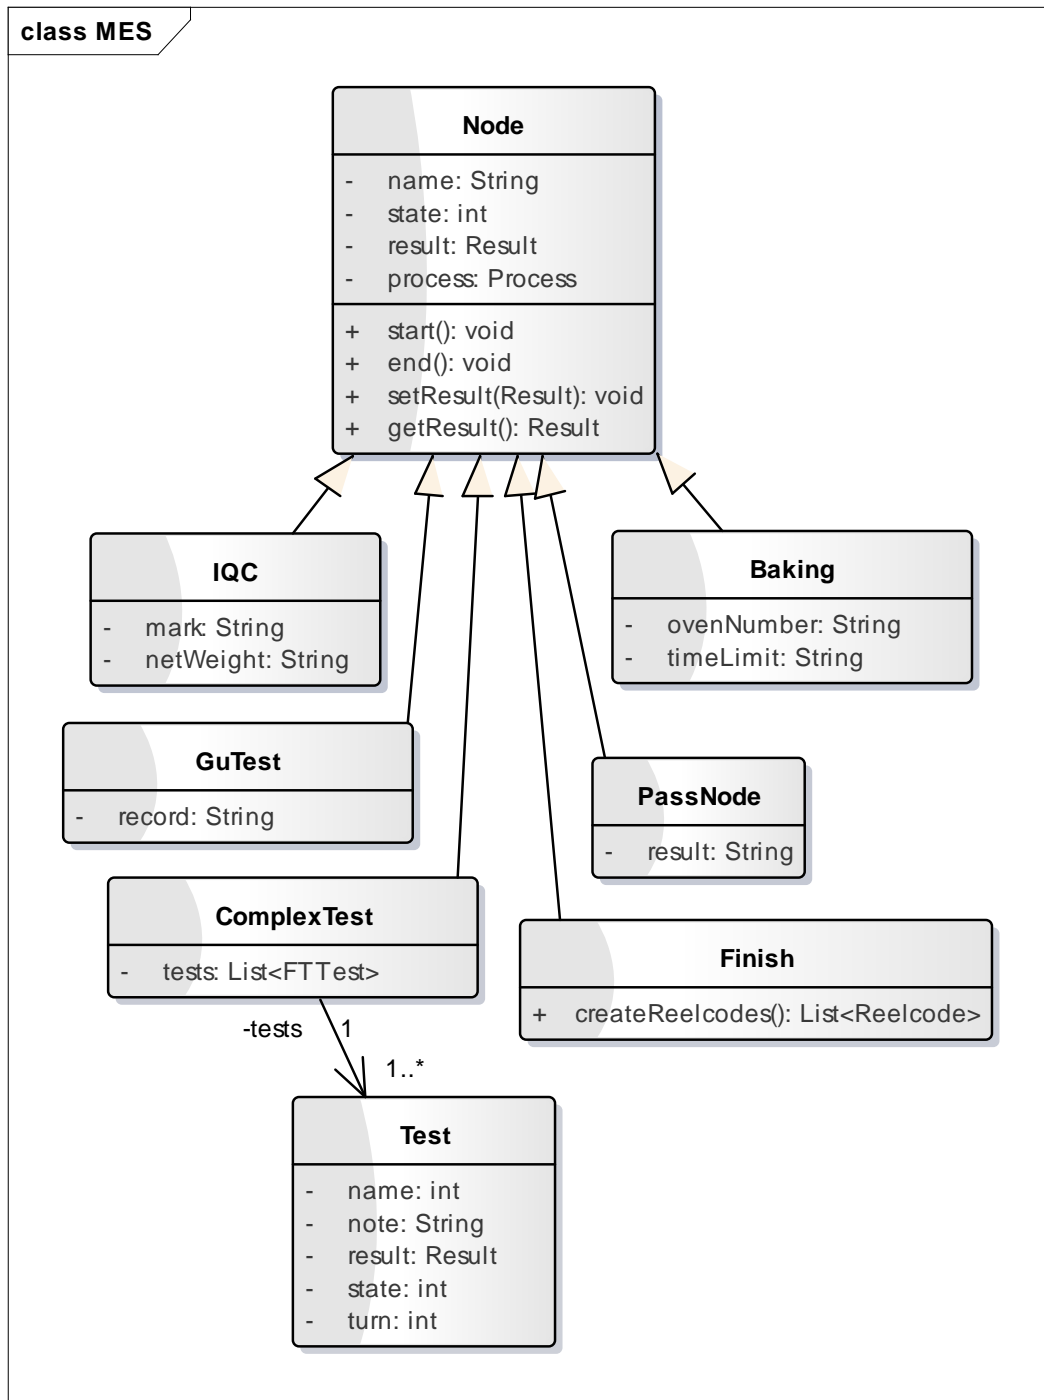 class MES
Node
- name: String
- state: int
- result: Result
- process: Process
+ start(): void
+ end(): void
+ setResult(Result): void
+ getResult(): Result
IQC
- mark: String
- netWeight: String
Baking
- ovenNumber: String
- timeLimit: String
GuTest
- record: String
PassNode
- result: String
ComplexTest
- tests: List<FTTest>
Finish
+ createReelcodes(): List<Reelcode>
-tests 1
1..*
Test
- name: int
- note: String
- result: Result
- state: int
- turn: int